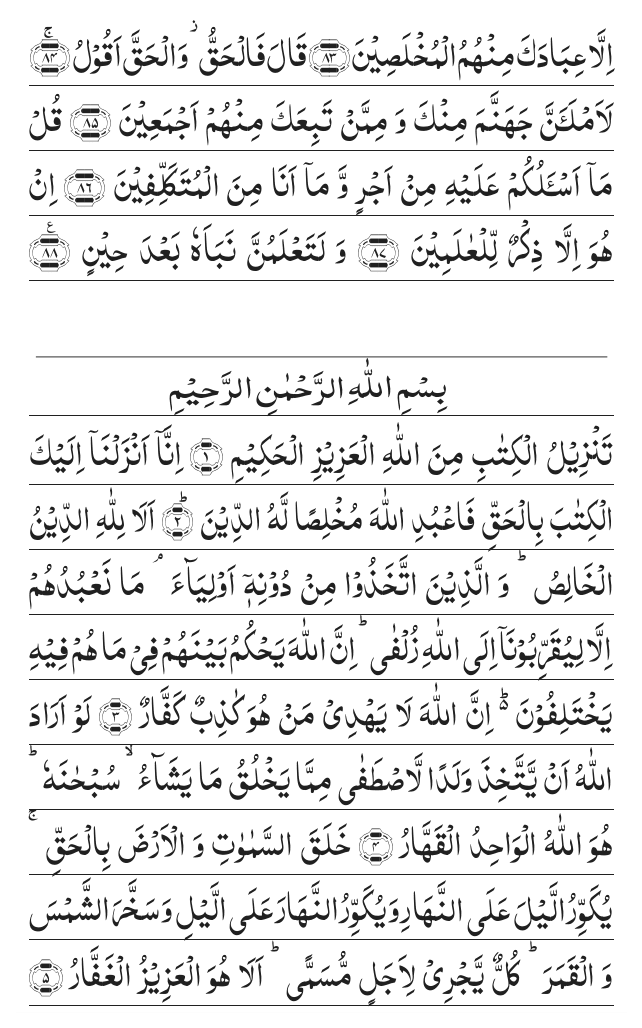 اِلَّا عِبَادَكَ مِنْهُمُ الْمُخْلَصِيْنَ ﴿۸۳﴾ قَالَ فَالْحَقُّ ۫ وَالْحَقَّ اَقُوْلُ ﴿ۚ۸۴﴾
لَاَمْلَـَٔنَّ جَهَنَّمَ مِنْكَ وَ مِمَّنْ تَبِعَكَ مِنْهُمْ اَجْمَعِيْنَ ﴿۸۵﴾ قُلْ
مَاۤ اَسْـَٔلُكُمْ عَلَيْهِ مِنْ اَجْرٍ وَّ مَاۤ اَنَا مِنَ الْمُتَكَلِّفِيْنَ ﴿۸۶﴾ اِنْ
هُوَ اِلَّا ذِكْرٌ لِّلْعٰلَمِيْنَ ﴿۸۷﴾ وَ لَتَعْلَمُنَّ نَبَاَهٗ بَعْدَ حِيْنٍ ﴿٪۸۸﴾
بِسْمِ اللّٰهِ الرَّحْمٰنِ الرَّحِيْمِ
تَنْزِيْلُ الْكِتٰبِ مِنَ اللّٰهِ الْعَزِيْزِ الْحَكِيْمِ ﴿۱﴾ اِنَّاۤ اَنْزَلْنَاۤ اِلَيْكَ
الْكِتٰبَ بِالْحَقِّ فَاعْبُدِ اللّٰهَ مُخْلِصًا لَّهُ الدِّيْنَ ﴿ؕ۲﴾ اَلَا لِلّٰهِ الدِّيْنُ
الْخَالِصُ ؕ وَ الَّذِيْنَ اتَّخَذُوْا مِنْ دُوْنِهٖۤ اَوْلِيَآءَ ۘ مَا نَعْبُدُهُمْ
اِلَّا لِيُقَرِّبُوْنَاۤ اِلَى اللّٰهِ زُلْفٰى ؕ اِنَّ اللّٰهَ يَحْكُمُ بَيْنَهُمْ فِيْ مَا هُمْ فِيْهِ
يَخْتَلِفُوْنَ ۬ؕ اِنَّ اللّٰهَ لَا يَهْدِيْ مَنْ هُوَ كٰذِبٌ كَفَّارٌ ﴿۳﴾ لَوْ اَرَادَ
اللّٰهُ اَنْ يَّتَّخِذَ وَلَدًا لَّاصْطَفٰى مِمَّا يَخْلُقُ مَا يَشَآءُ ۙ سُبْحٰنَهٗ ؕ
هُوَ اللّٰهُ الْوَاحِدُ الْقَهَّارُ ﴿۴﴾ خَلَقَ السَّمٰوٰتِ وَ الْاَرْضَ بِالْحَقِّ ۚ
يُكَوِّرُ الَّيْلَ عَلَى النَّهَارِ وَ يُكَوِّرُ النَّهَارَ عَلَى الَّيْلِ وَ سَخَّرَ الشَّمْسَ
وَ الْقَمَرَ ؕ كُلٌّ يَّجْرِيْ لِاَجَلٍ مُّسَمًّى ؕ اَلَا هُوَ الْعَزِيْزُ الْغَفَّارُ ﴿۵﴾